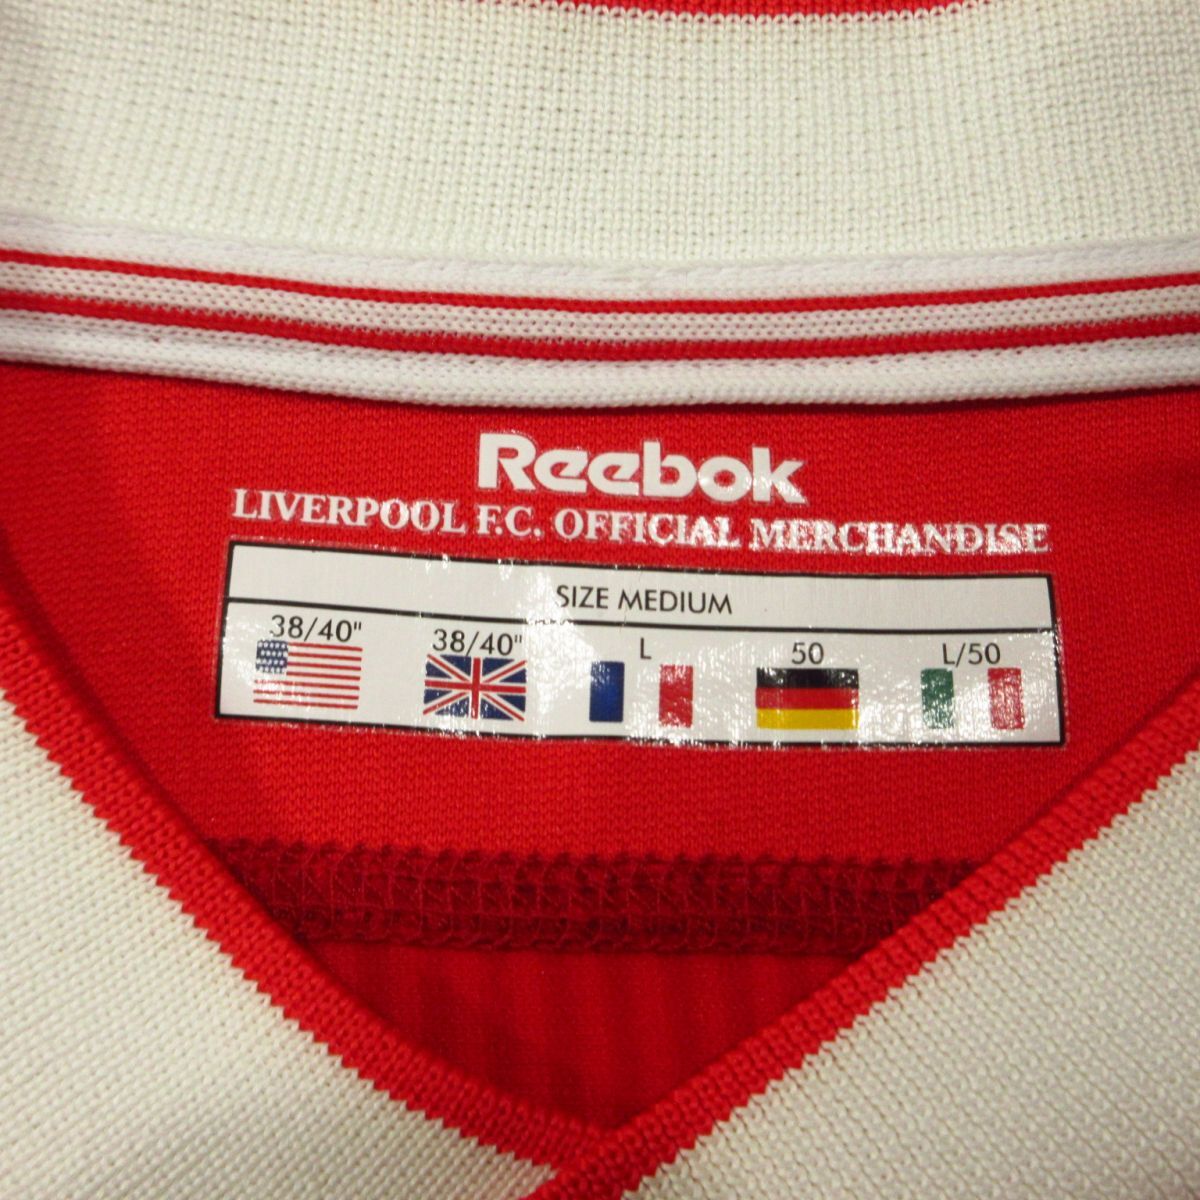 Reebok
LIVERPOOL F.C. OFFICIAL MERCHANDISE
SIZE MEDIUM
38/40" 38/40" L 50 L/50